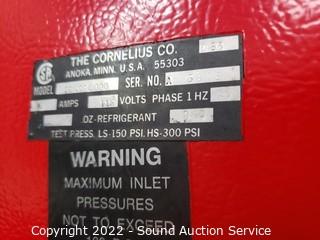 THE CORNELIUS CO.
ANOKA, MINN. U.S.A. 55303
MODEL SER. NO.
AMPS VOLTS PHASE 1 HZ
OZ-REFRIGERANT
TEST PRESS. LS-150 PSI. HS-300 PSI
WARNING
MAXIMUM INLET
PRESSURES
NOT TO EXCEED
Copyright 2022 - Sound Auction Service